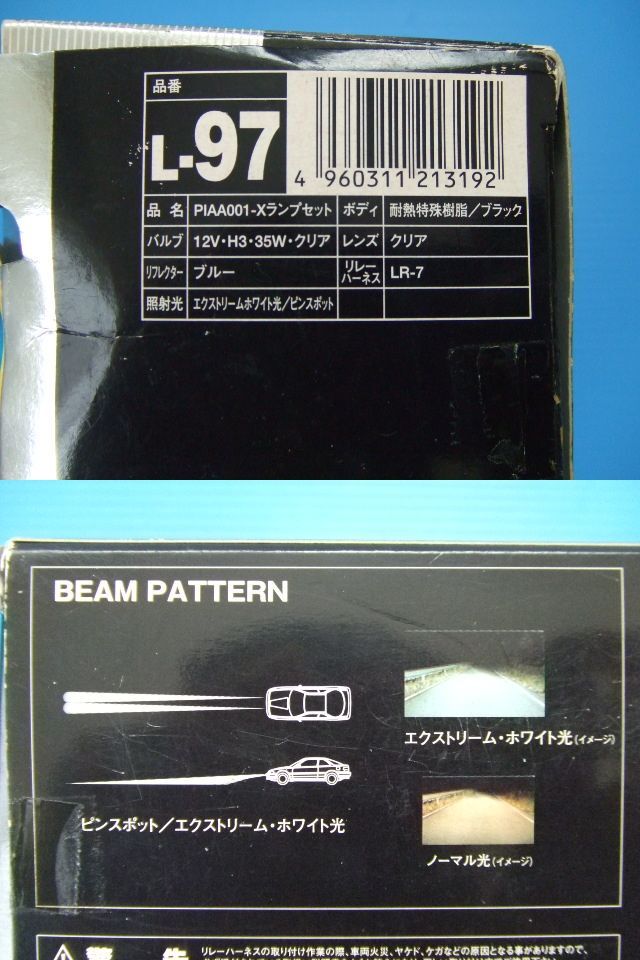 品番
L-97
4 960311 213192
品 名 PIAA001-Xランプセット ボディ 耐熱特殊樹脂/ブラック
バルブ 12V・H3・35W・クリア レンズ クリア
リフレクター ブルー リレーハーネス LR-7
照射光 エクストリームホワイト光/ピンスポット
BEAM PATTERN
エクストリーム・ホワイト光(イメージ)
ピンスポット/エクストリーム・ホワイト光
ノーマル光(イメージ)
警 告 リレーハーネスの取り付け作業の際、車両火災、ヤケド、ケガなどの原因となる事がありますので、